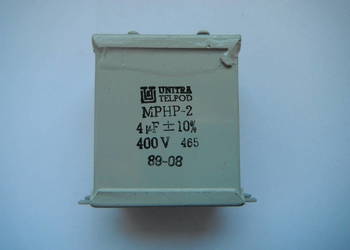 UNITRA
TELPOD
MPHP-2
4 µF ± 10%
400 V 465
89-08